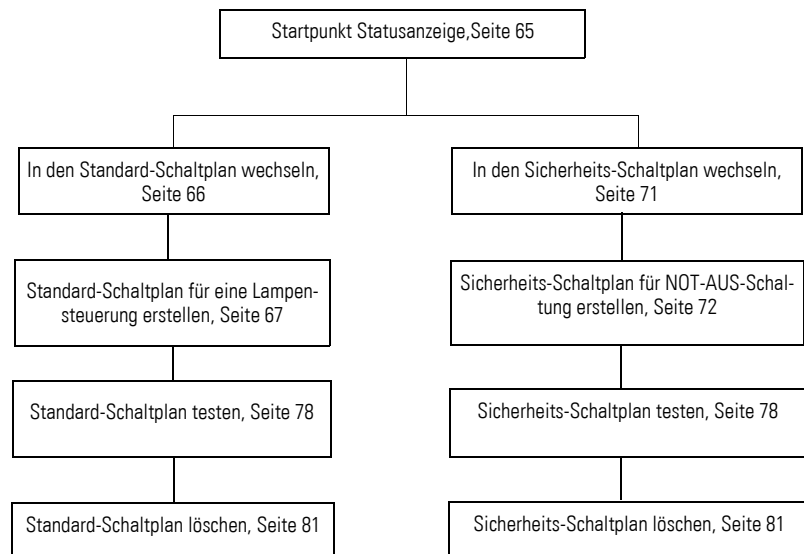 Startpunkt Statusanzeige,Seite 65
In den Standard-Schaltplan wechseln,
Seite 66
In den Sicherheits-Schaltplan wechseln,
Seite 71
Standard-Schaltplan für eine Lampen-
steuerung erstellen, Seite 67
Sicherheits-Schaltplan für NOT-AUS-Schal-
tung erstellen, Seite 72
Standard-Schaltplan testen, Seite 78
Sicherheits-Schaltplan testen, Seite 78
Standard-Schaltplan löschen, Seite 81
Sicherheits-Schaltplan löschen, Seite 81